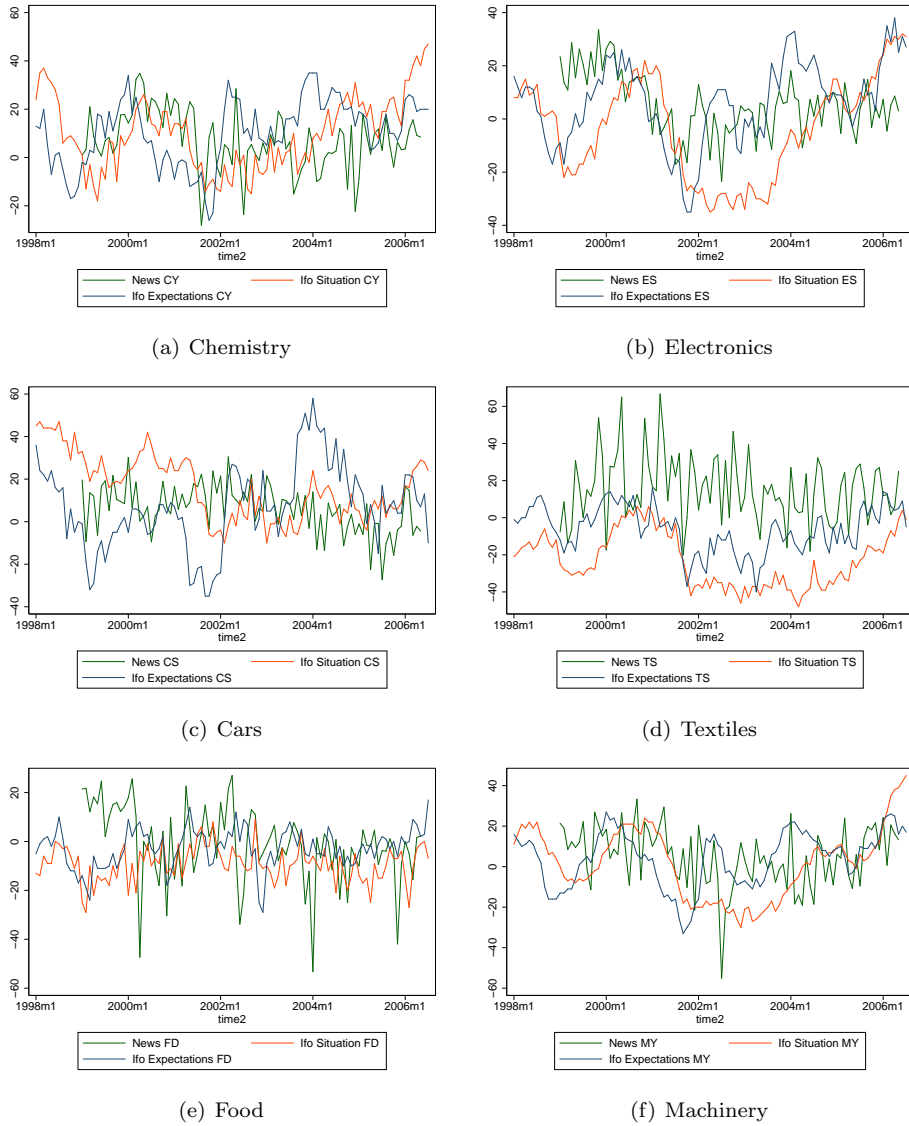 40
20
0
−20
60
1998m1 2000m1 2002m1 2004m1 2006m1
time2
News CY Ifo Situation CY
Ifo Expectations CY
(a) Chemistry
40
20
0
−20
−40
1998m1 2000m1 2002m1 2004m1 2006m1
time2
News ES Ifo Situation ES
Ifo Expectations ES
(b) Electronics
60
40
20
0
−20
−40
1998m1 2000m1 2002m1 2004m1 2006m1
time2
News CS Ifo Situation CS
Ifo Expectations CS
(c) Cars
60
40
20
0
−20
−40
1998m1 2000m1 2002m1 2004m1 2006m1
time2
News TS Ifo Situation TS
Ifo Expectations TS
(d) Textiles
20
0
−20
−40
−60
1998m1 2000m1 2002m1 2004m1 2006m1
time2
News FD Ifo Situation FD
Ifo Expectations FD
(e) Food
40
20
0
−20
−40
−60
1998m1 2000m1 2002m1 2004m1 2006m1
time2
News MY Ifo Situation MY
Ifo Expectations MY
(f) Machinery